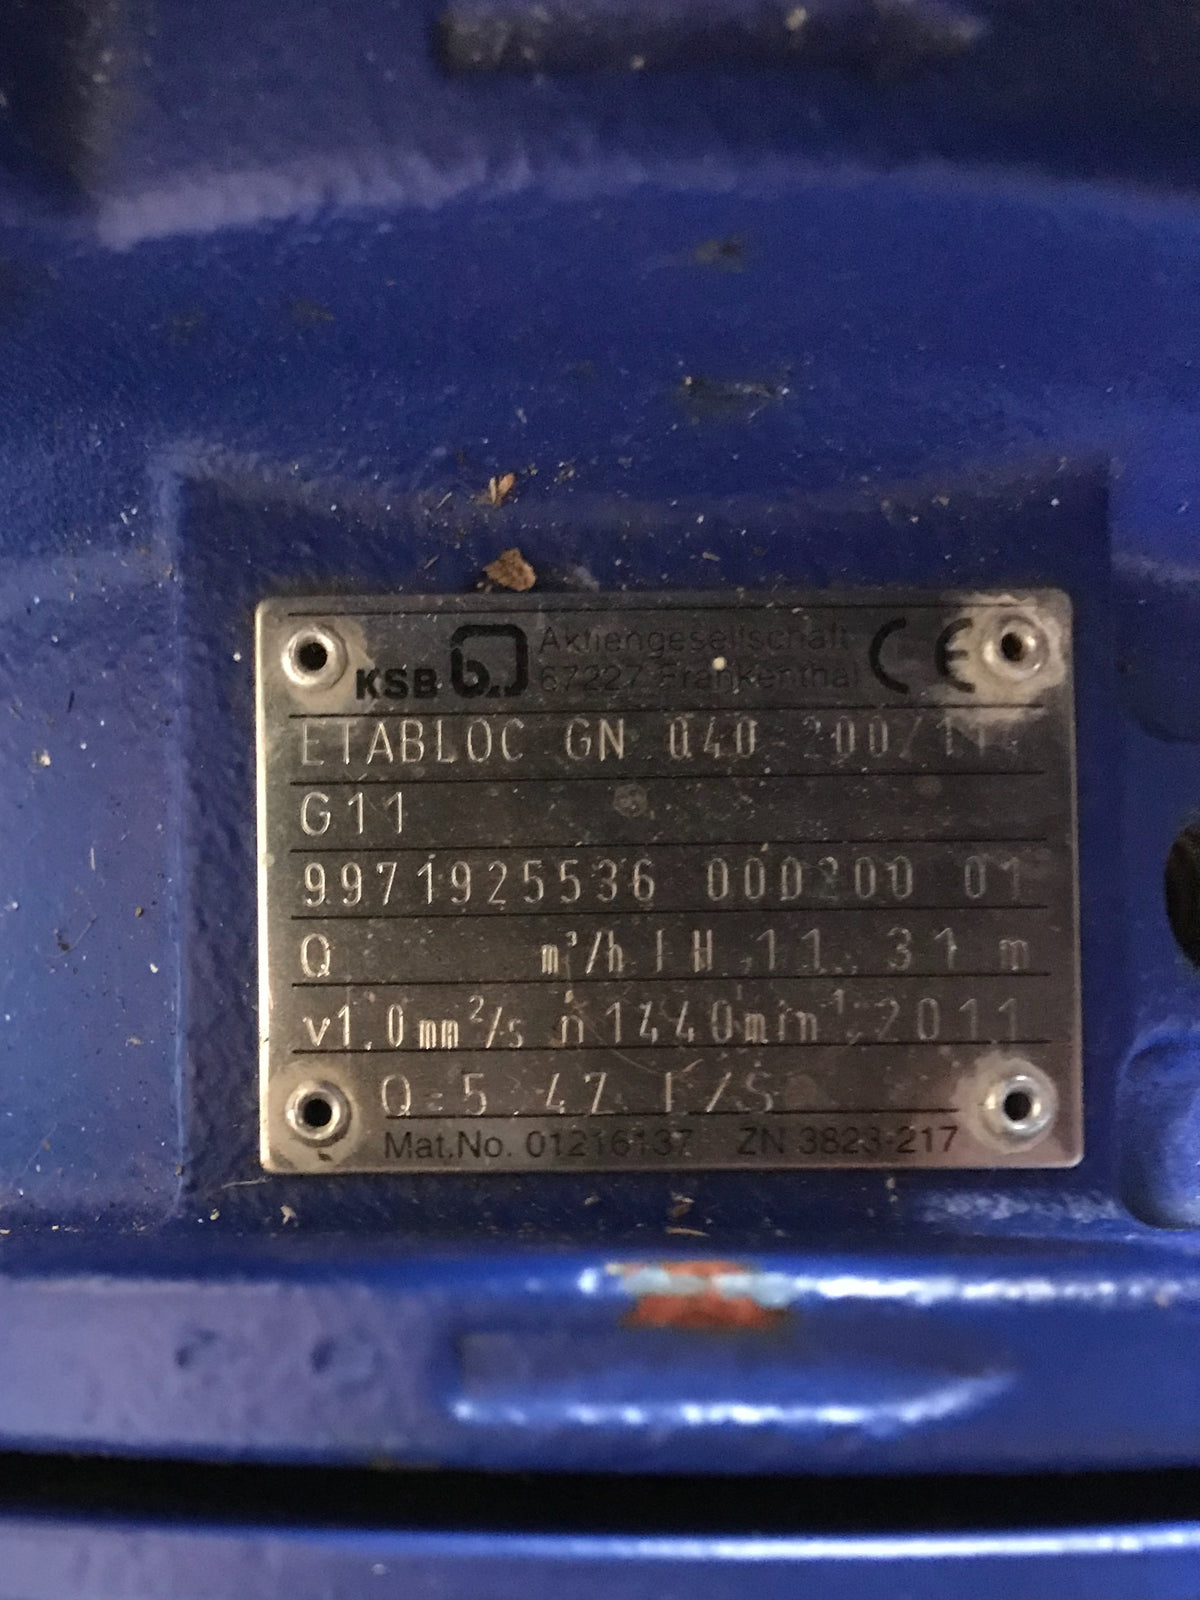 KSB Aktiengesellschaft CE
67227 Frankenthal
ETABLOC GN 040-200/114
G11
9971925536 000200 01
Q m³/h | H 11.31 m
v1.0mm²/s n1440min⁻¹ 2011
Q=5.47 L/S
Mat.No. 01216137 ZN 3823-217